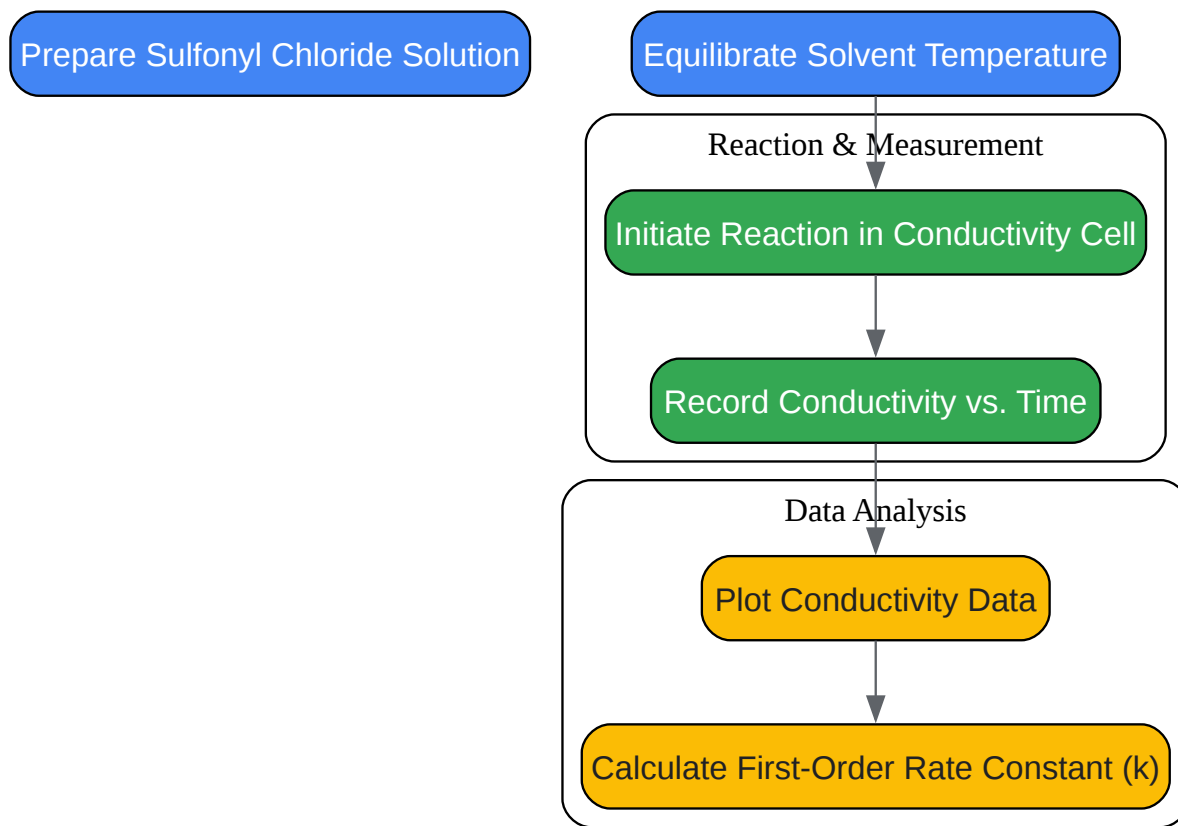 Prepare Sulfonyl Chloride Solution
Equilibrate Solvent Temperature
Reaction & Measurement
Initiate Reaction in Conductivity Cell
Record Conductivity vs. Time
Data Analysis
Plot Conductivity Data
Calculate First-Order Rate Constant (k)